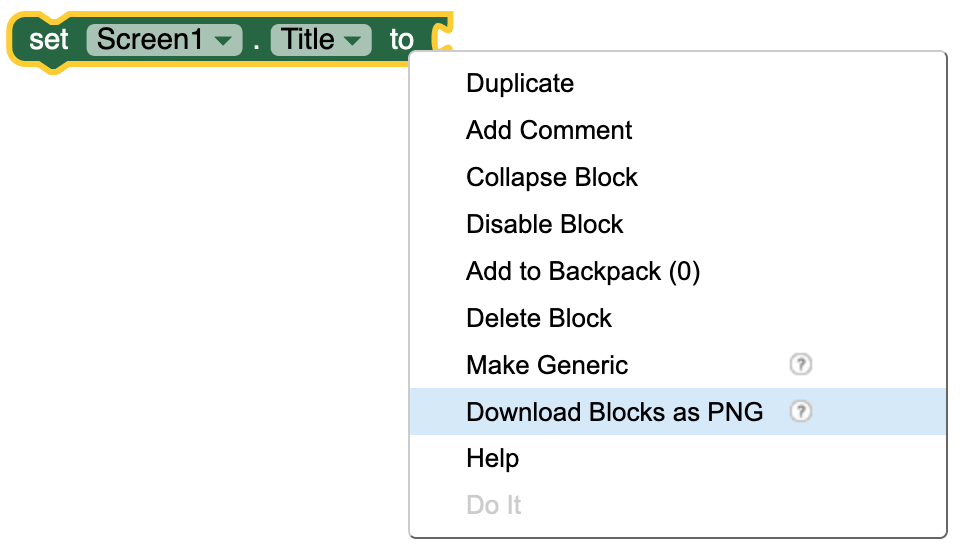 set Screen1 . Title to
Duplicate
Add Comment
Collapse Block
Disable Block
Add to Backpack (0)
Delete Block
Make Generic ?
Download Blocks as PNG ?
Help
Do It